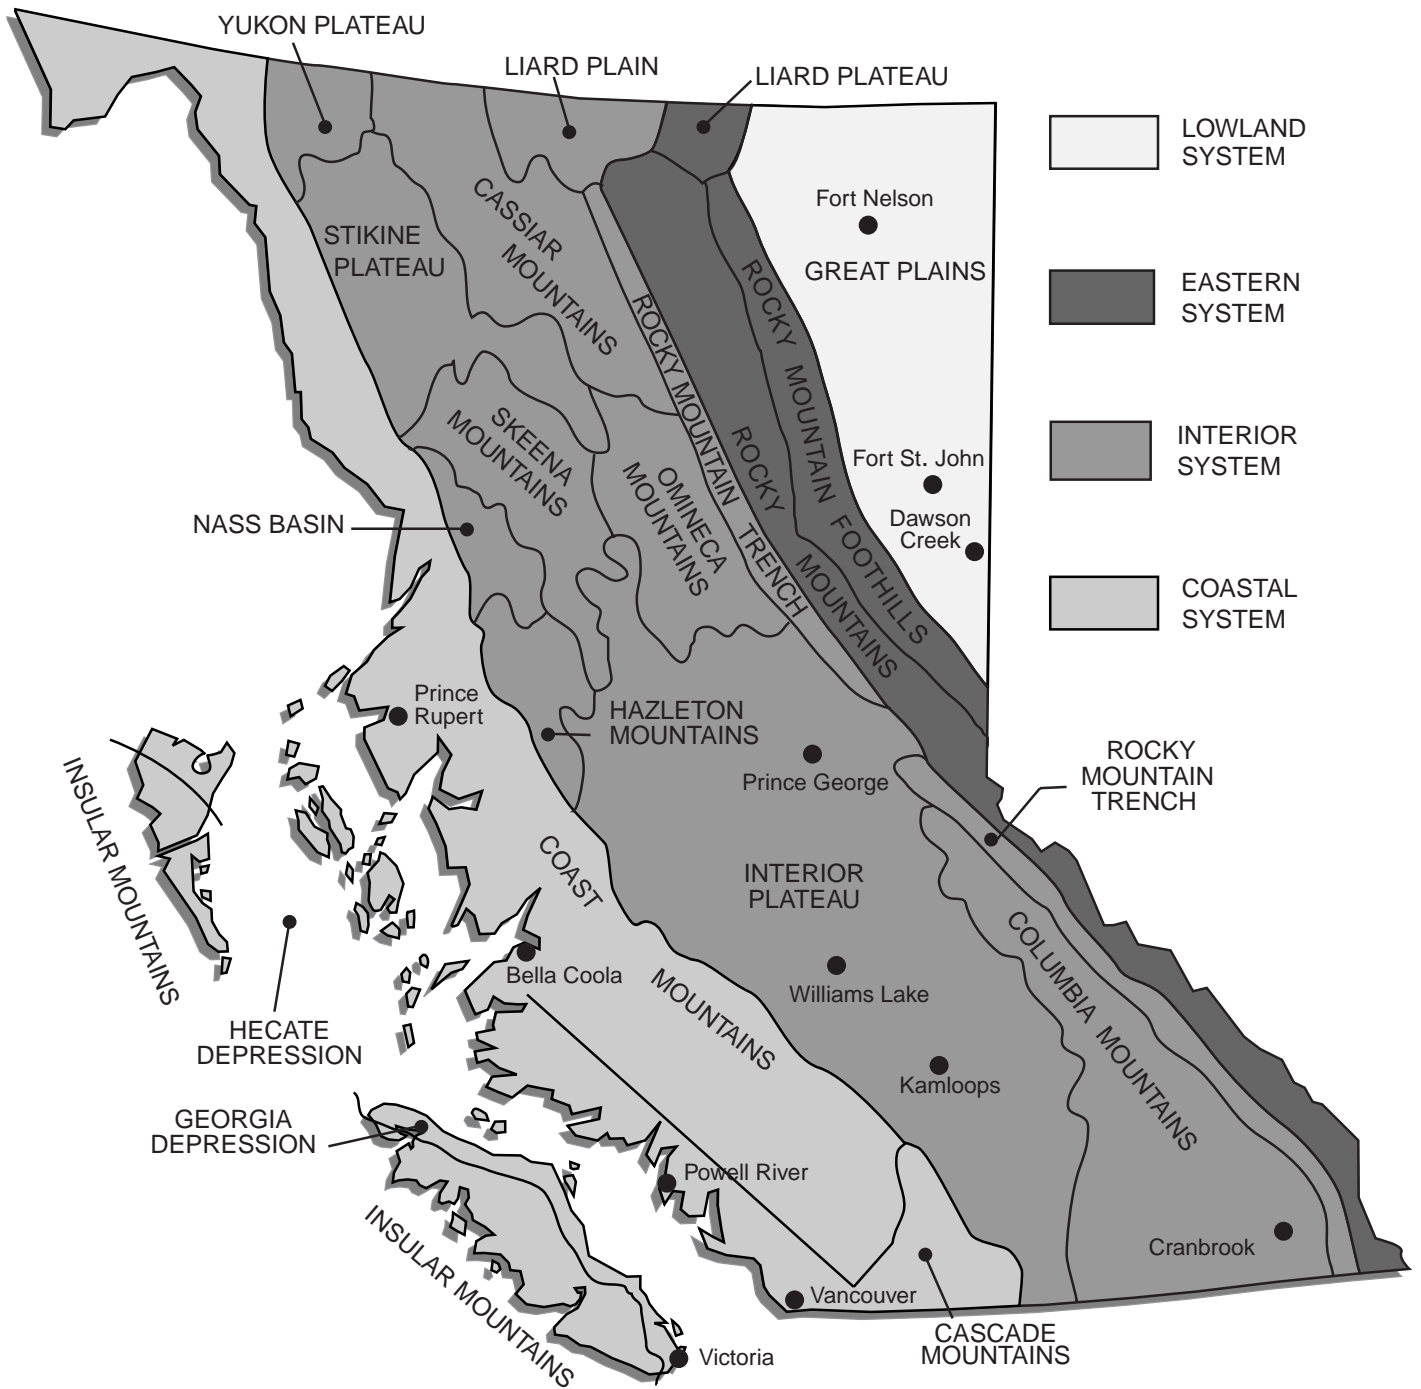 YUKON PLATEAU
LIARD PLAIN
LIARD PLATEAU
LOWLAND
SYSTEM
Fort Nelson
CASSIAR
MOUNTAINS
STIKINE
PLATEAU
GREAT PLAINS
EASTERN
SYSTEM
ROCKY MOUNTAIN FOOTHILLS
ROCKY MOUNTAIN TRENCH
SKEENA
MOUNTAINS
ROCKY
MOUNTAINS
INTERIOR
SYSTEM
Fort St. John
OMINECA
MOUNTAINS
NASS BASIN
Dawson
Creek
COASTAL
SYSTEM
Prince
Rupert
HAZLETON
MOUNTAINS
Prince George
ROCKY
MOUNTAIN
TRENCH
INSULAR MOUNTAINS
COAST
MOUNTAINS
INTERIOR
PLATEAU
COLUMBIA MOUNTAINS
Bella Coola
Williams Lake
HECATE
DEPRESSION
Kamloops
GEORGIA
DEPRESSION
Powell River
INSULAR MOUNTAINS
Cranbrook
Vancouver
CASCADE
MOUNTAINS
Victoria